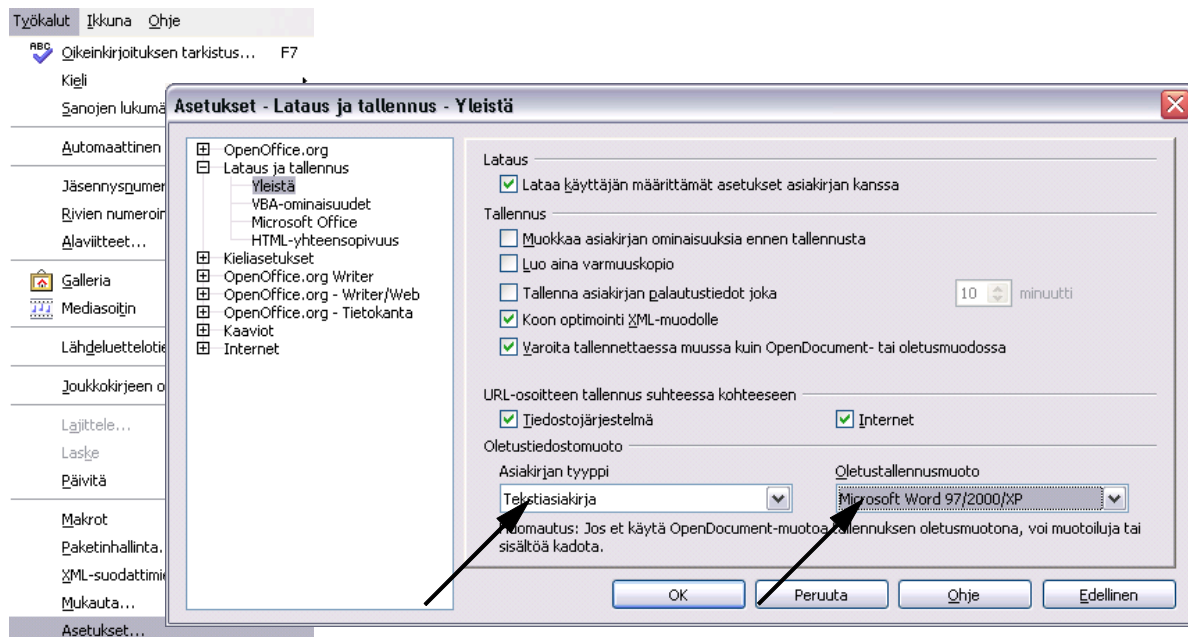 Työkalut Ikkuna Ohje
ABC Oikeinkirjoituksen tarkistus... F7
Kieli
Sanojen lukumä
Automaattinen
Jäsennysnumer
Rivien numeroin
Alaviitteet...
Galleria
Mediasoitin
Lähdeluettelotie
Joukkokirjeen o
Lajittele...
Laske
Päivitä
Makrot
Paketinhallinta.
XML-suodattimie
Mukauta...
Asetukset...
Asetukset - Lataus ja tallennus - Yleistä
OpenOffice.org
Lataus ja tallennus
Yleistä
VBA-ominaisuudet
Microsoft Office
HTML-yhteensopivuus
Kieliasetukset
OpenOffice.org Writer
OpenOffice.org - Writer/Web
OpenOffice.org - Tietokanta
Kaaviot
Internet
Lataus
Lataa käyttäjän määrittämät asetukset asiakirjan kanssa
Tallennus
Muokkaa asiakirjan ominaisuuksia ennen tallennusta
Luo aina varmuuskopio
Tallenna asiakirjan palautustiedot joka 10 minuutti
Koon optimointi XML-muodolle
Varoita tallennettaessa muussa kuin OpenDocument- tai oletusmuodossa
URL-osoitteen tallennus suhteessa kohteeseen
Tiedostojärjestelmä Internet
Oletustiedostomuoto
Asiakirjan tyyppi Oletustallennusmuoto
Tekstiasiakirja Microsoft Word 97/2000/XP
Huomautus: Jos et käytä OpenDocument-muotoa tallennuksen oletusmuotona, voi muotoiluja tai
sisältöä kadota.
OK Peruuta Ohje Edellinen